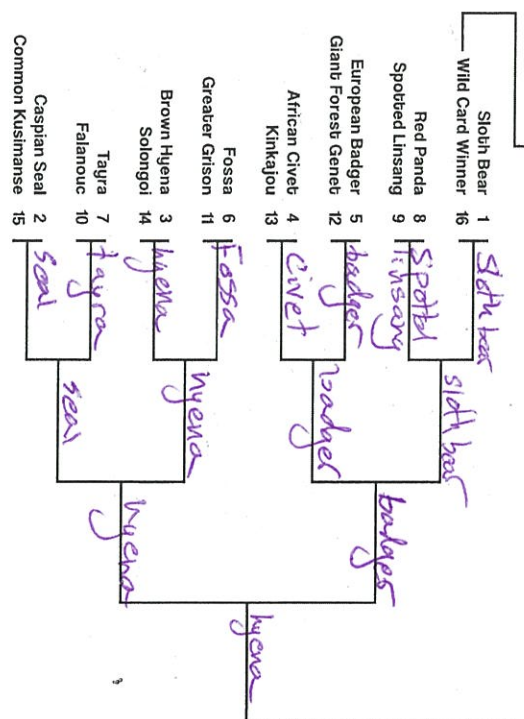 Sloth Bear 1
Wild Card Winner 16
Red Panda 8
Spotted Linsang 9
European Badger 5
Giant Forest Genet 12
African Civet 4
Kinkajou 13
Fossa 6
Greater Grison 11
Brown Hyena 3
Solongoi 14
Tayra 7
Falanouc 10
Caspian Seal 2
Common Kusimanse 15
Sloth bear
Spottd
linsang
badger
Civet
Fossa
hyena
tayra
Seal
sloth bear
badger
hyena
seal
badger
hyena
hyena